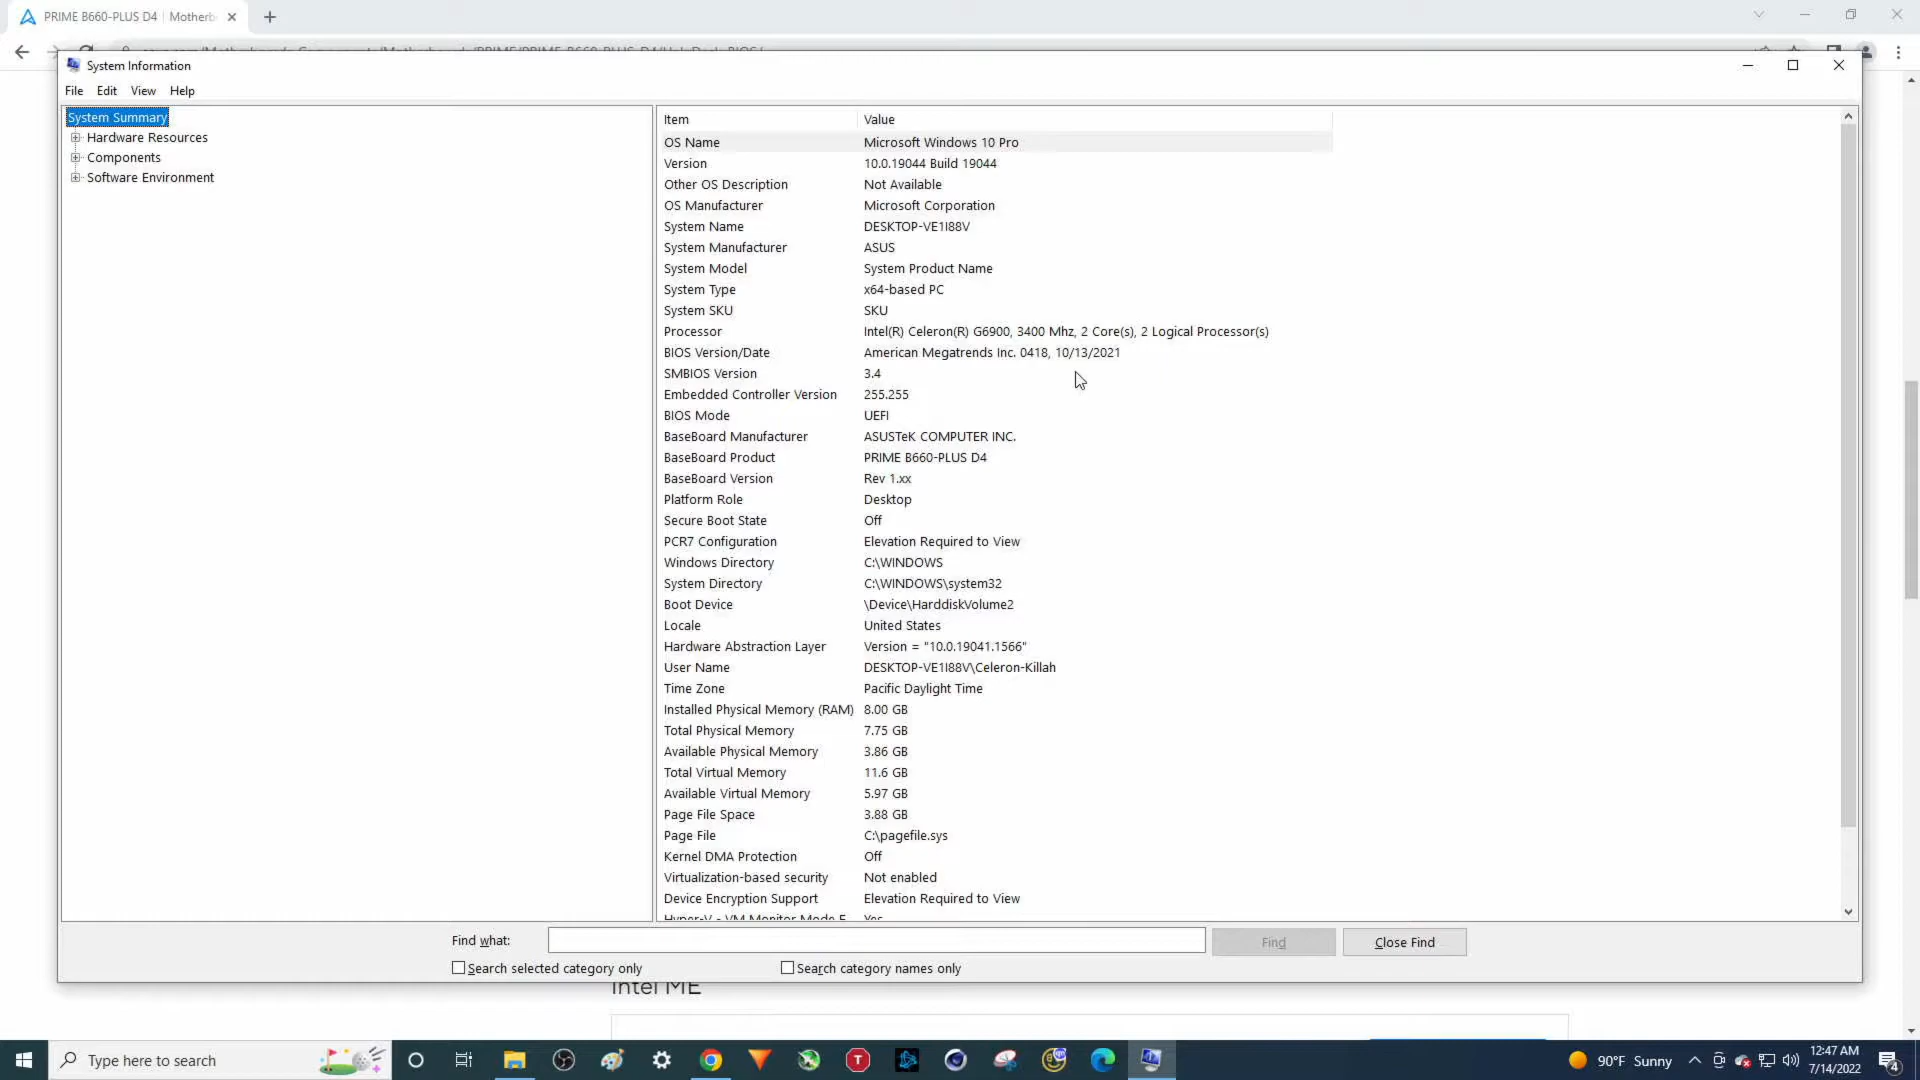 PRIME B660-PLUS D4 | Motherb
System Information
File Edit View Help
System Summary
Hardware Resources
Components
Software Environment
Item Value
OS Name Microsoft Windows 10 Pro
Version 10.0.19044 Build 19044
Other OS Description Not Available
OS Manufacturer Microsoft Corporation
System Name DESKTOP-VE1I88V
System Manufacturer ASUS
System Model System Product Name
System Type x64-based PC
System SKU SKU
Processor Intel(R) Celeron(R) G6900, 3400 Mhz, 2 Core(s), 2 Logical Processor(s)
BIOS Version/Date American Megatrends Inc. 0418, 10/13/2021
SMBIOS Version 3.4
Embedded Controller Version 255.255
BIOS Mode UEFI
BaseBoard Manufacturer ASUSTeK COMPUTER INC.
BaseBoard Product PRIME B660-PLUS D4
BaseBoard Version Rev 1.xx
Platform Role Desktop
Secure Boot State Off
PCR7 Configuration Elevation Required to View
Windows Directory C:\WINDOWS
System Directory C:\WINDOWS\system32
Boot Device \Device\HarddiskVolume2
Locale United States
Hardware Abstraction Layer Version = "10.0.19041.1566"
User Name DESKTOP-VE1I88V\Celeron-Killah
Time Zone Pacific Daylight Time
Installed Physical Memory (RAM) 8.00 GB
Total Physical Memory 7.75 GB
Available Physical Memory 3.86 GB
Total Virtual Memory 11.6 GB
Available Virtual Memory 5.97 GB
Page File Space 3.88 GB
Page File C:\pagefile.sys
Kernel DMA Protection Off
Virtualization-based security Not enabled
Device Encryption Support Elevation Required to View
Hyper-V - VM Monitor Mode E Yes
Find what: Find Close Find
Search selected category only Search category names only
Intel ME
Type here to search
90°F Sunny
12:47 AM
7/14/2022
4